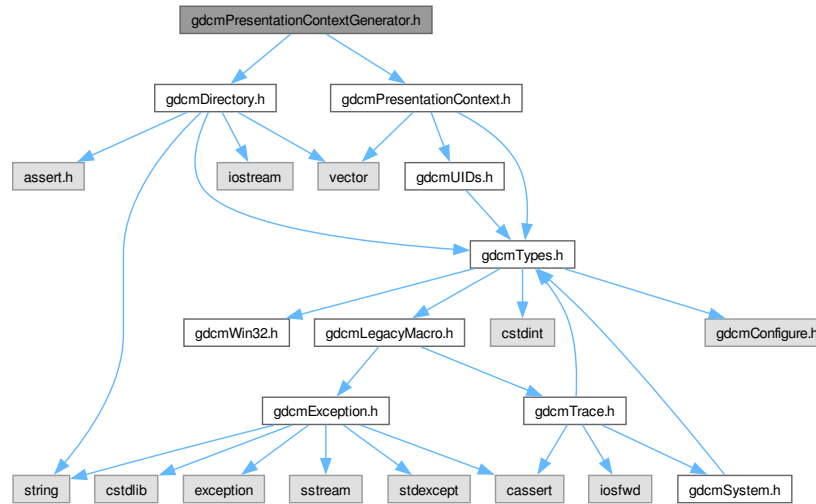 gdcmPresentationContextGenerator.h
gdcmDirectory.h
gdcmPresentationContext.h
assert.h
iostream
vector
gdcmUIDs.h
gdcmTypes.h
gdcmWin32.h
gdcmLegacyMacro.h
cstdint
gdcmConfigure.h
gdcmException.h
gdcmTrace.h
string
cstdlib
exception
sstream
stdexcept
cassert
iosfwd
gdcmSystem.h